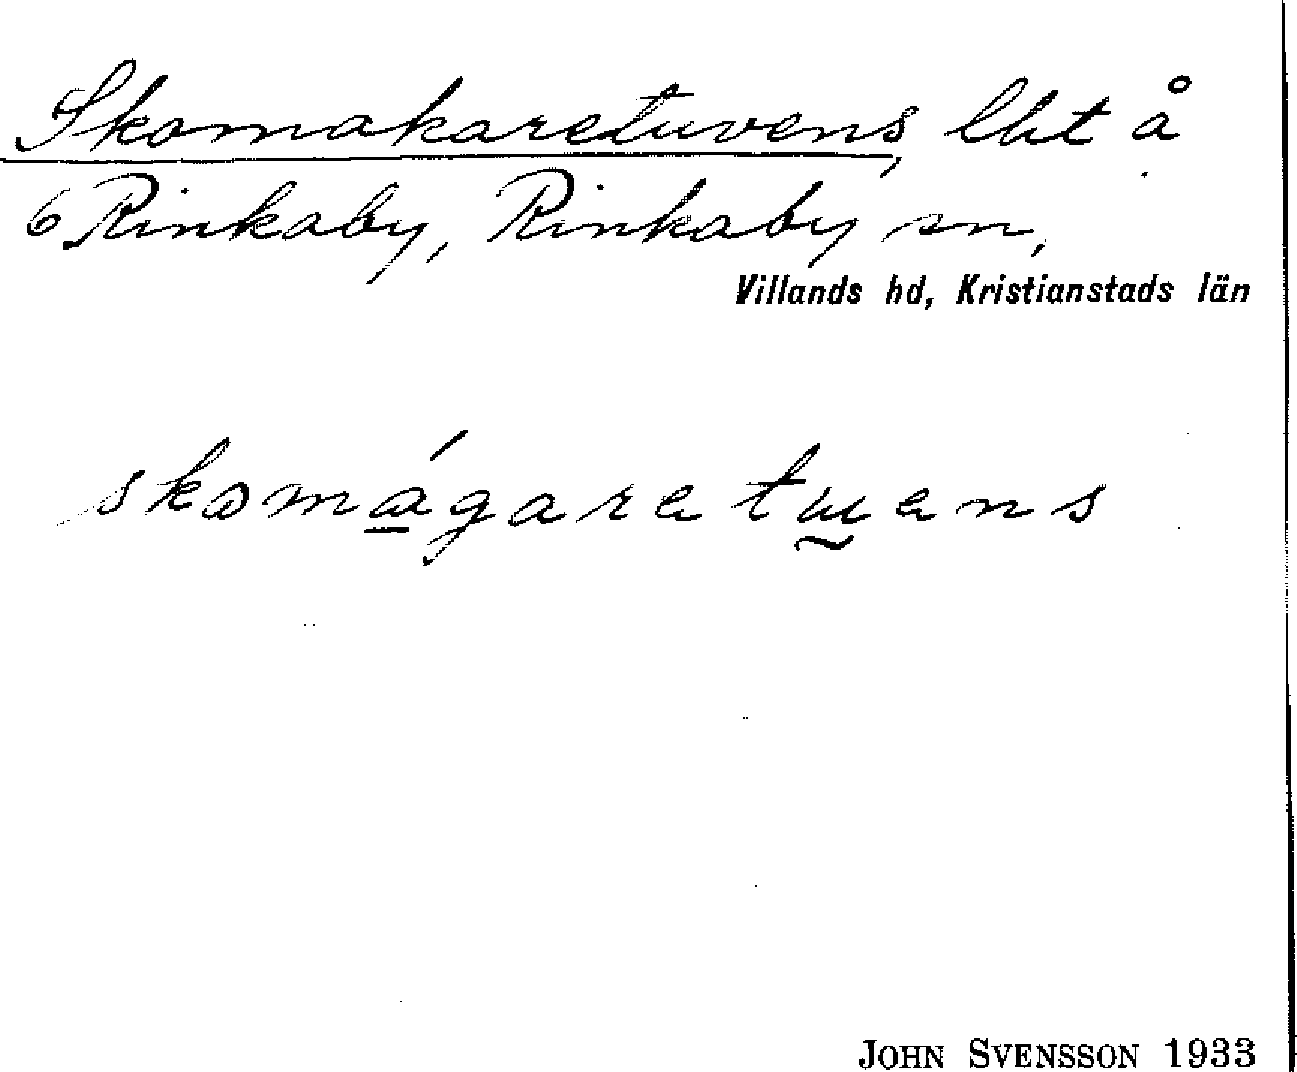 Skomakaretuvens, lht å
6 Rinkaby, Rinkaby sn,
Villands hd, Kristianstads län
skomágaretuens
JOHN SVENSSON 1933